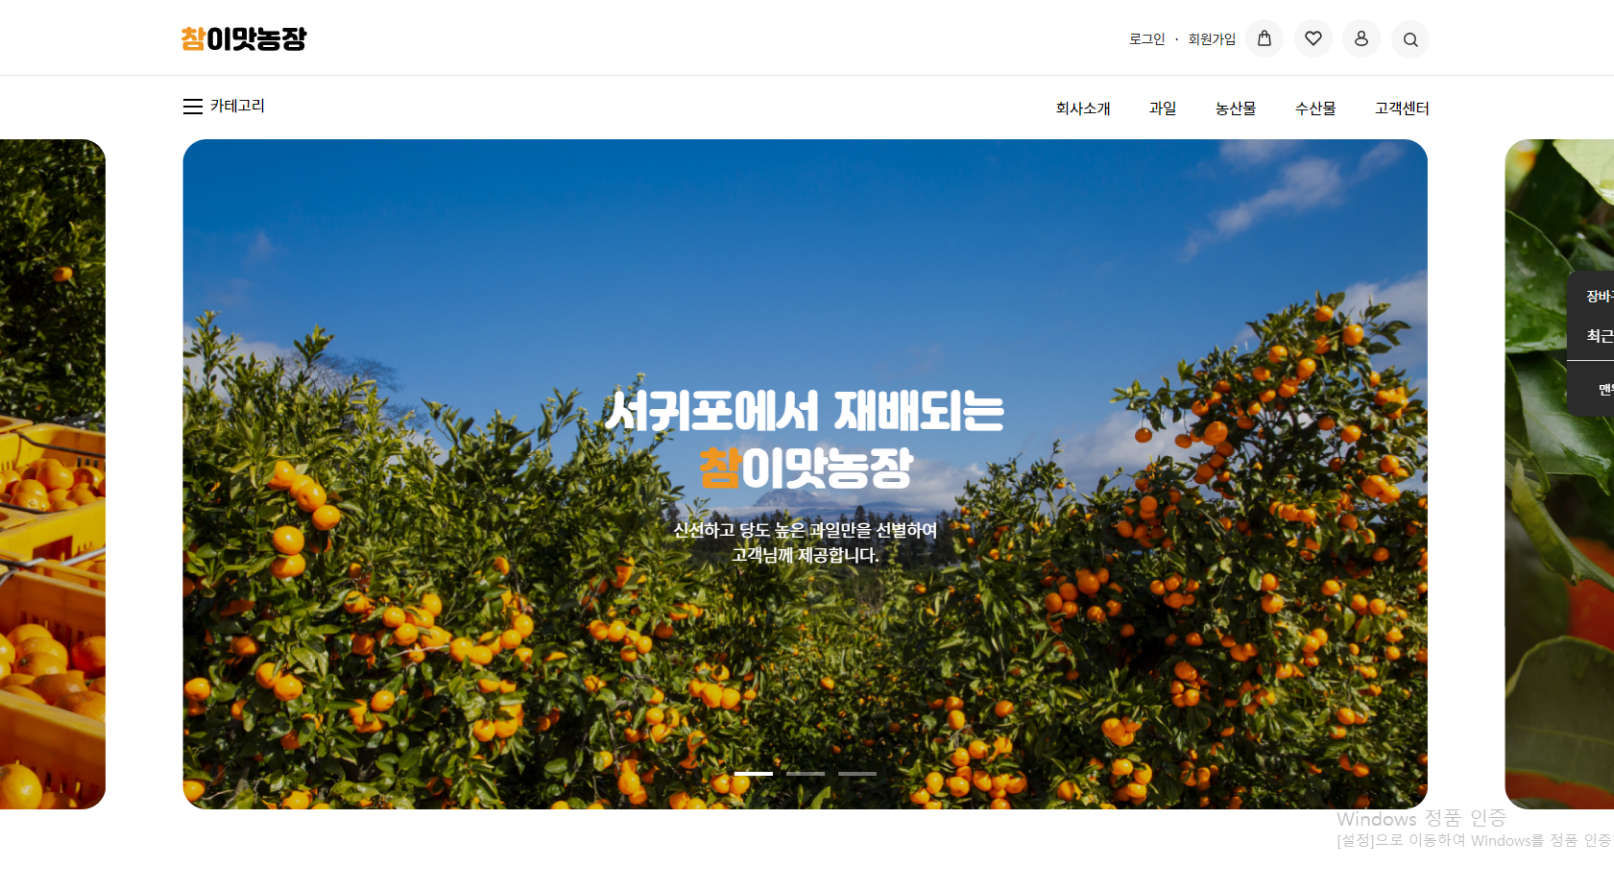 참이맛농장
로그인 · 회원가입
카테고리
회사소개 과일 농산물 수산물 고객센터
장바
최근
서귀포에서 재배되는
참이맛농장
신선하고 당도 높은 과일만을 선별하여
고객님께 제공합니다.
Windows 정품 인증
[설정]으로 이동하여 Windows를 정품 인증